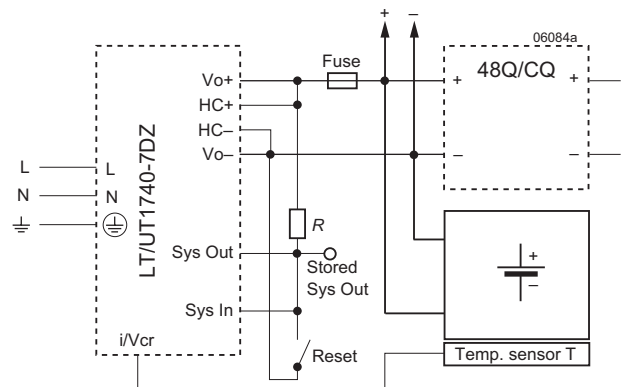 + –
06084a
Fuse
48Q/CQ
Vo+
+ +
HC+
HC–
Vo–
– –
L L
N N
LT/UT1740-7DZ
R
Sys Out
Stored
Sys Out
+
–
Sys In
i/Vcr
Reset
Temp. sensor T